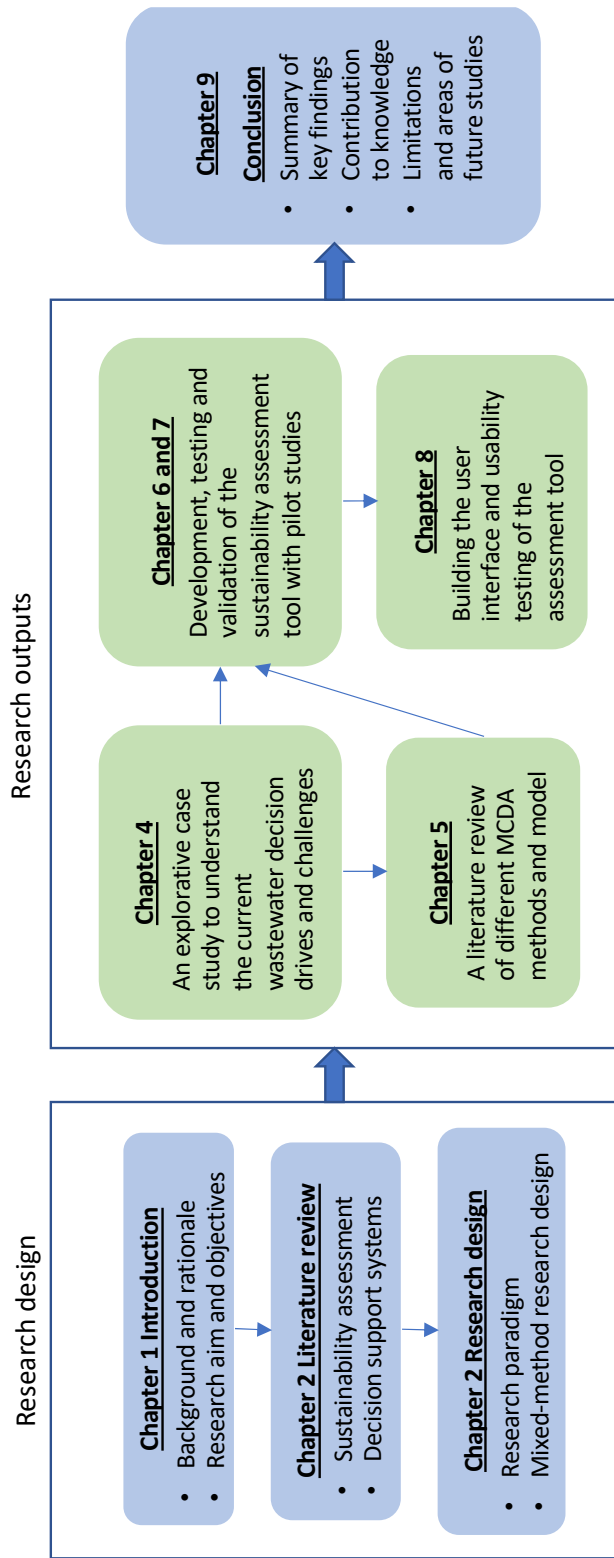 Research design
Chapter 1 Introduction
• Background and rationale
• Research aim and objectives
Chapter 2 Literature review
• Sustainability assessment
• Decision support systems
Chapter 2 Research design
• Research paradigm
• Mixed-method research design
Research outputs
Chapter 4
An explorative case
study to understand
the current
wastewater decision
drives and challenges
Chapter 5
A literature review
of different MCDA
methods and model
Chapter 6 and 7
Development, testing and
validation of the
sustainability assessment
tool with pilot studies
Chapter 8
Building the user
interface and usability
testing of the
assessment tool
Chapter 9
Conclusion
• Summary of
key findings
• Contribution
to knowledge
• Limitations
and areas of
future studies